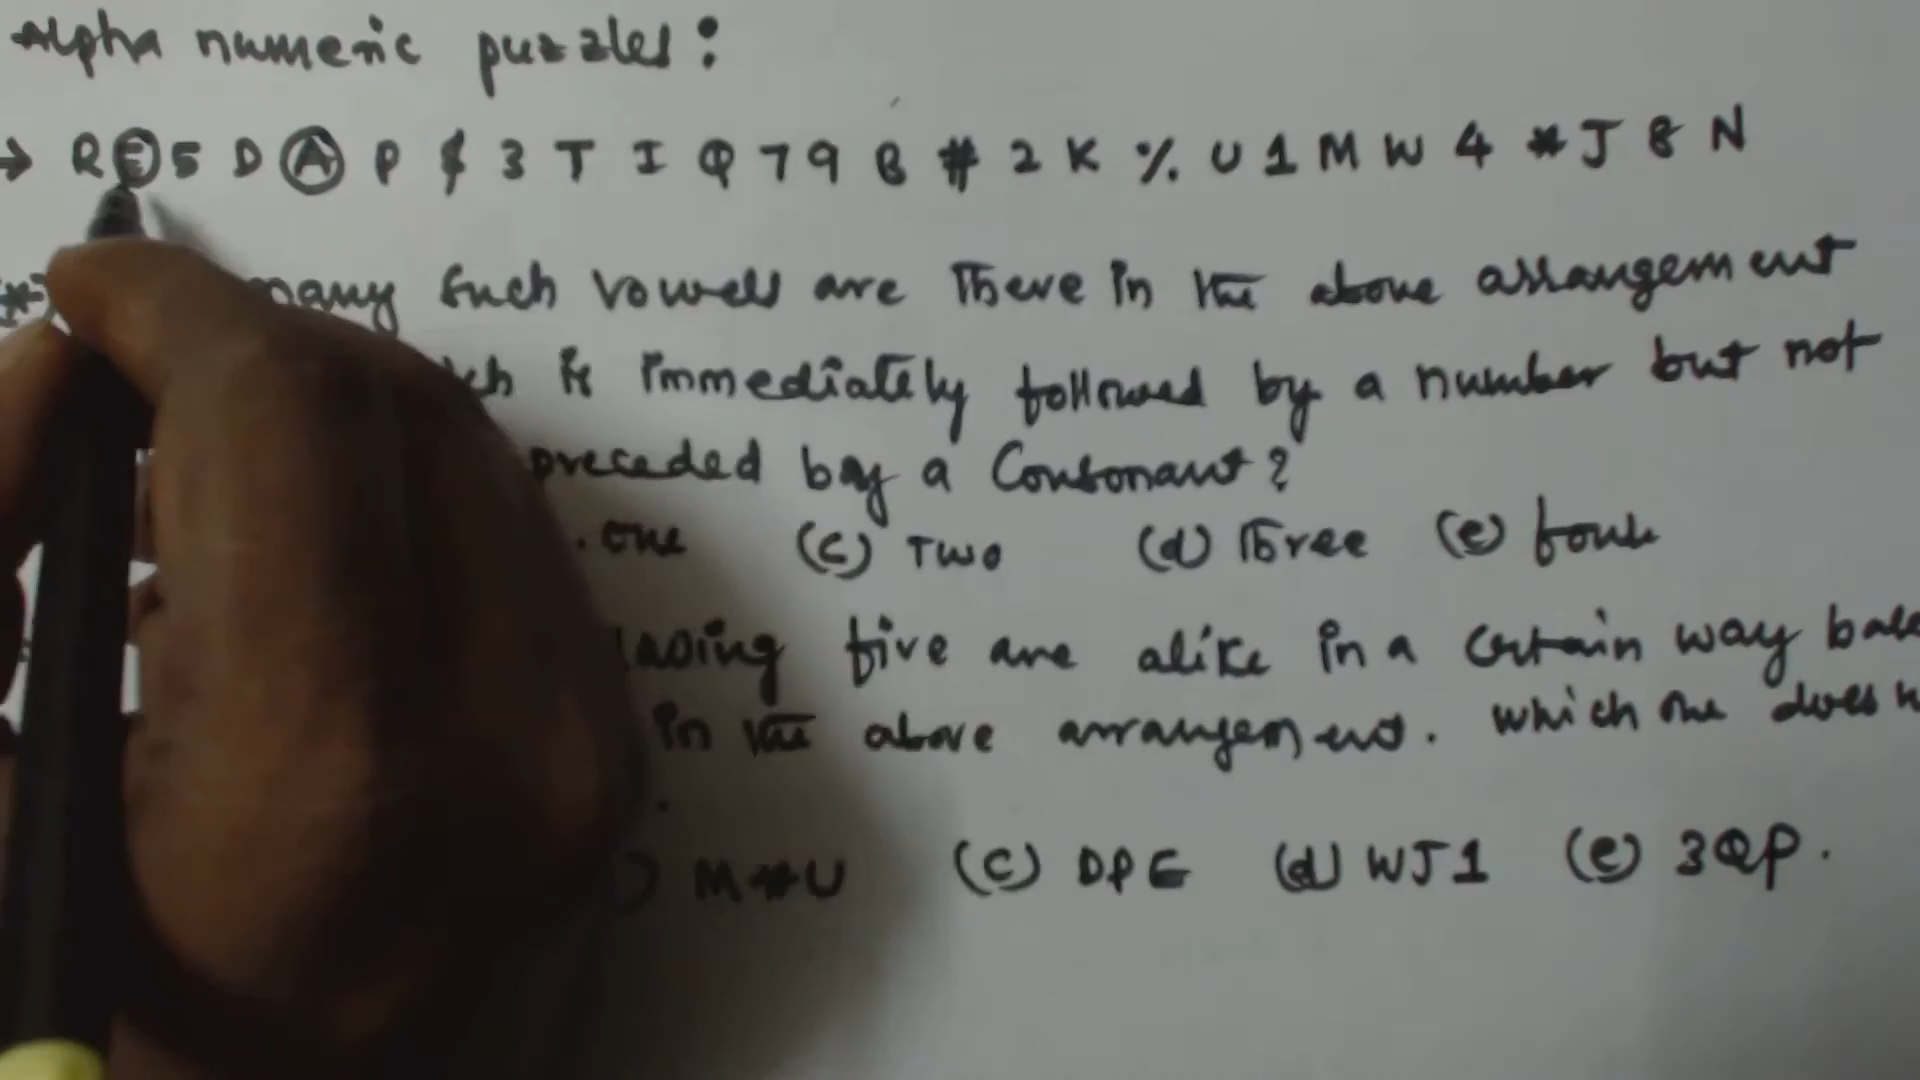 Alpha numeric puzzles:
→ R E 5 D A P $ 3 T I Q 7 9 B # 2 K % U 1 M W 4 * J 8 N
many such vowels are there in the above arrangement
is immediately followed by a number but not
preceded by a Consonant?
one (c) Two (d) Three (e) four
five are alike in a certain way
in the above arrangement. which one does
M*U (c) DPE (d) WJ1 (e) 3QP.